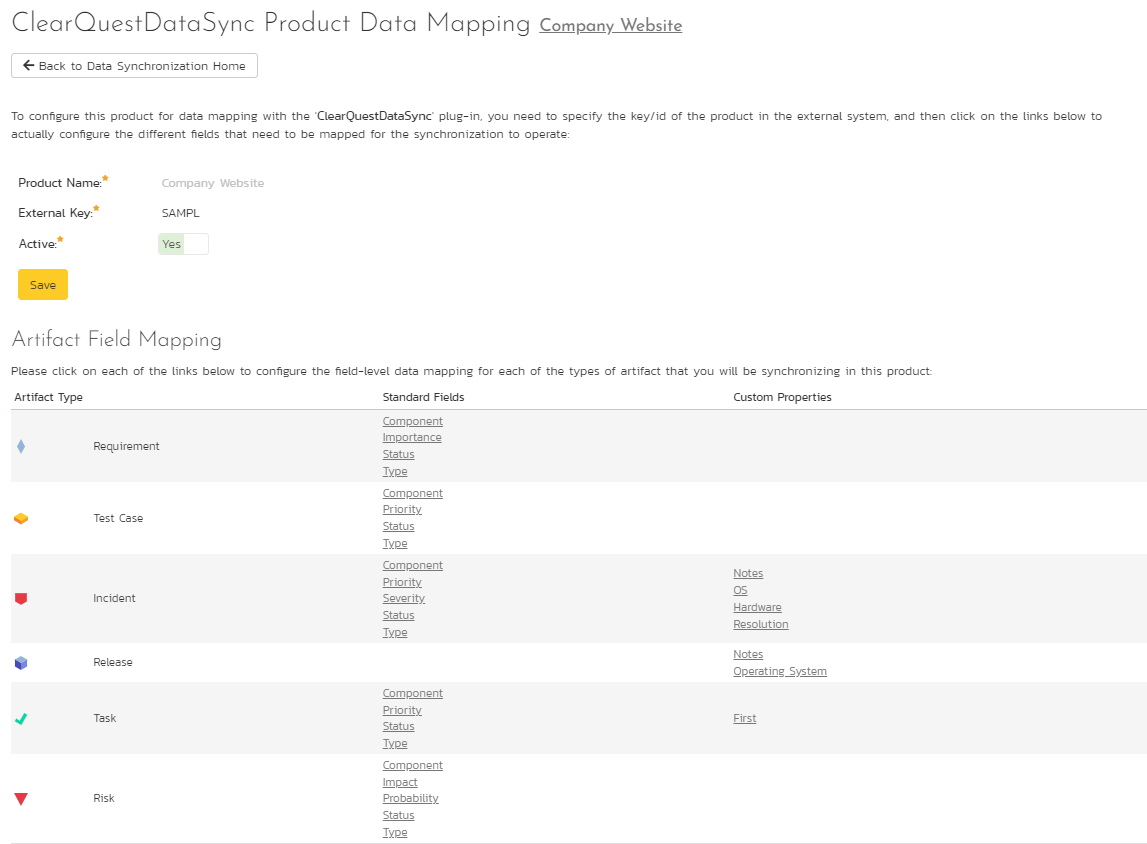 ClearQuestDataSync Product Data Mapping Company Website
Back to Data Synchronization Home
To configure this product for data mapping with the 'ClearQuestDataSync' plug-in, you need to specify the key/id of the product in the external system, and then click on the links below to
actually configure the different fields that need to be mapped for the synchronization to operate:
Product Name:* Company Website
External Key:* SAMPL
Active:* Yes
Save
Artifact Field Mapping
Please click on each of the links below to configure the field-level data mapping for each of the types of artifact that you will be synchronizing in this product:
Artifact Type Standard Fields Custom Properties
Requirement
Component
Importance
Status
Type
Test Case
Component
Priority
Status
Type
Incident
Component
Priority
Severity
Status
Type
Notes
OS
Hardware
Resolution
Release
Notes
Operating System
Task
Component
Priority
Status
Type
First
Risk
Component
Impact
Probability
Status
Type